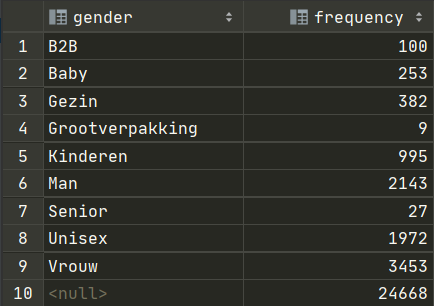 gender frequency
1 B2B 100
2 Baby 253
3 Gezin 382
4 Grootverpakking 9
5 Kinderen 995
6 Man 2143
7 Senior 27
8 Unisex 1972
9 Vrouw 3453
10 <null> 24668